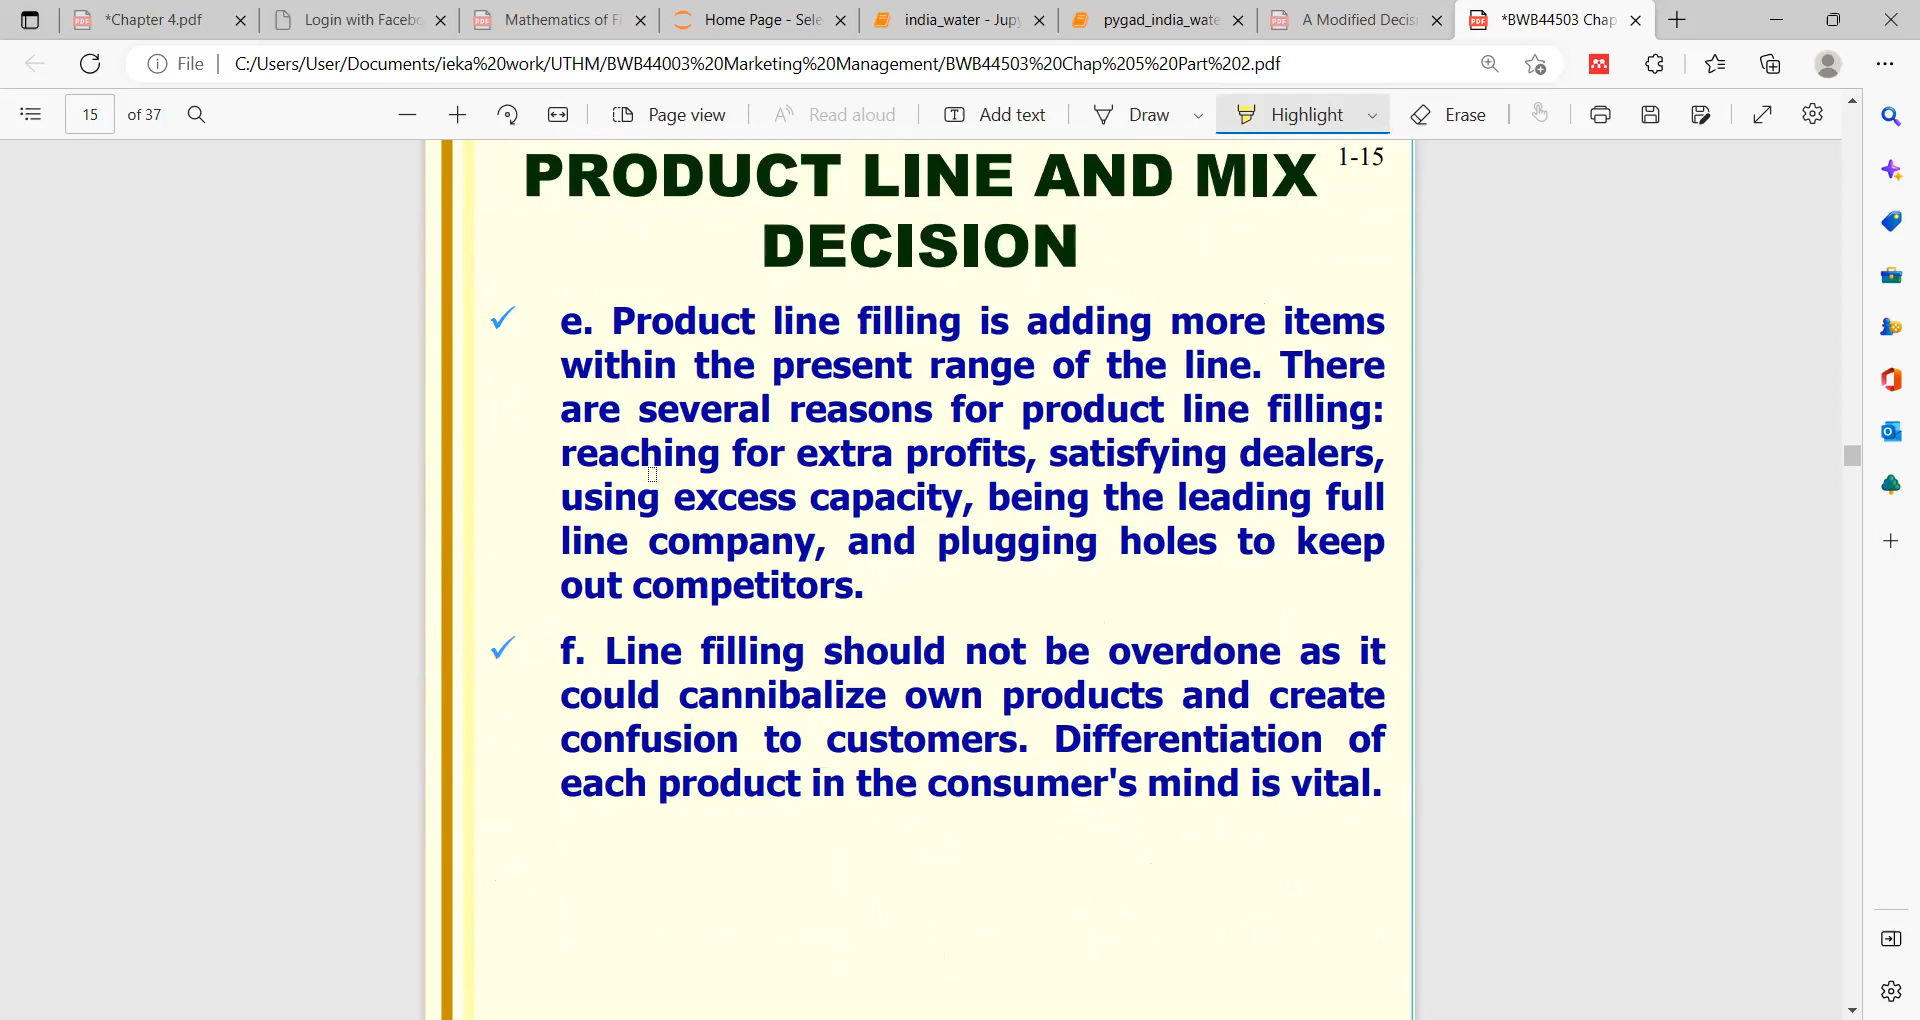 *Chapter 4.pdf
Login with Facebo
Mathematics of Fi
Home Page - Sele
india_water - Jupy
pygad_india_wate
A Modified Decis
*BWB44503 Chap
File
C:/Users/User/Documents/ieka%20work/UTHM/BWB44003%20Marketing%20Management/BWB44503%20Chap%205%20Part%202.pdf
15 of 37
Page view
Read aloud
Add text
Draw
Highlight
Erase
1-15
PRODUCT LINE AND MIX
DECISION
e. Product line filling is adding more items
within the present range of the line. There
are several reasons for product line filling:
reaching for extra profits, satisfying dealers,
using excess capacity, being the leading full
line company, and plugging holes to keep
out competitors.
f. Line filling should not be overdone as it
could cannibalize own products and create
confusion to customers. Differentiation of
each product in the consumer's mind is vital.